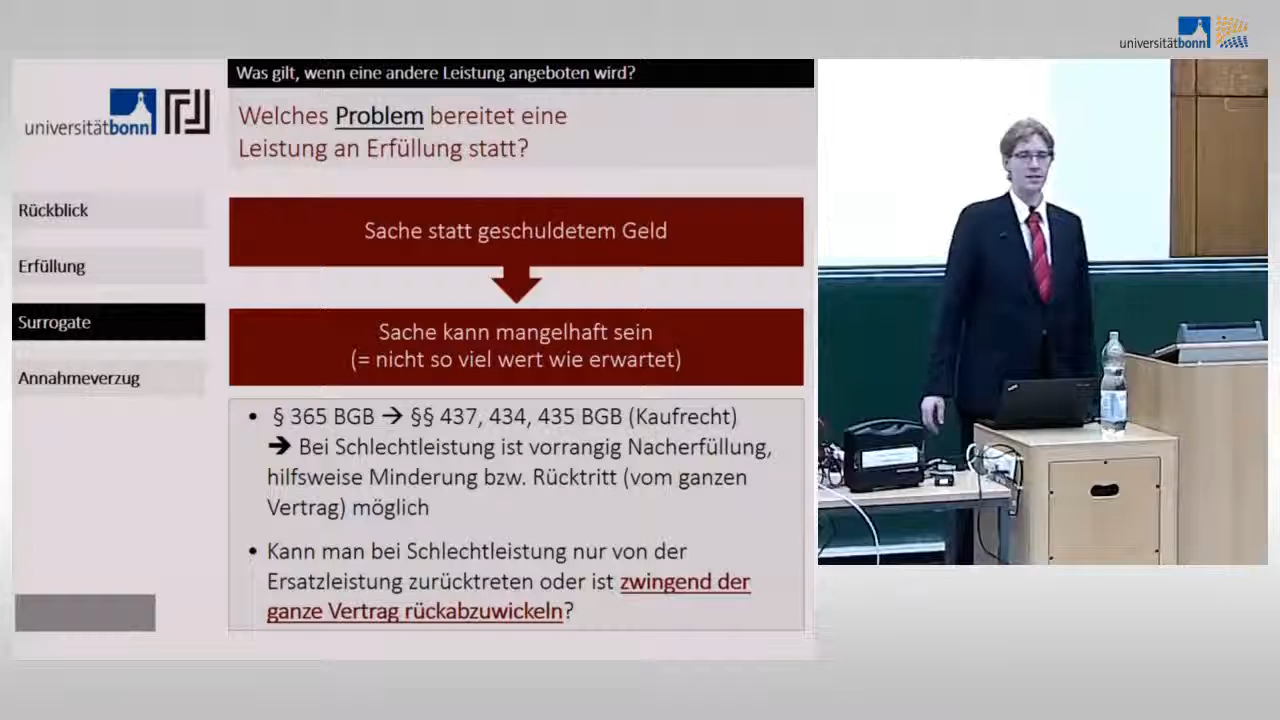 universitätbonn
Was gilt, wenn eine andere Leistung angeboten wird?
universitätbonn
Welches Problem bereitet eine
Leistung an Erfüllung statt?
Rückblick
Erfüllung
Surrogate
Annahmeverzug
Sache statt geschuldetem Geld
Sache kann mangelhaft sein
(= nicht so viel wert wie erwartet)
• § 365 BGB → §§ 437, 434, 435 BGB (Kaufrecht)
→ Bei Schlechtleistung ist vorrangig Nacherfüllung,
hilfsweise Minderung bzw. Rücktritt (vom ganzen
Vertrag) möglich
• Kann man bei Schlechtleistung nur von der
Ersatzleistung zurücktreten oder ist zwingend der
ganze Vertrag rückabzuwickeln?